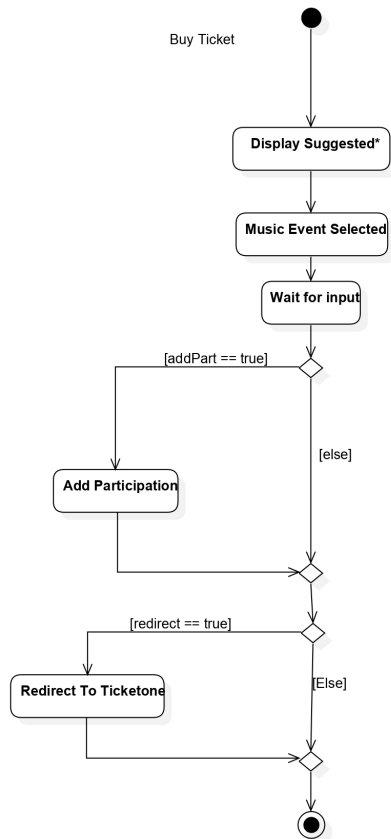 Buy Ticket
Display Suggested*
Music Event Selected
Wait for input
[addPart == true]
[else]
Add Participation
[redirect == true]
[Else]
Redirect To Ticketone